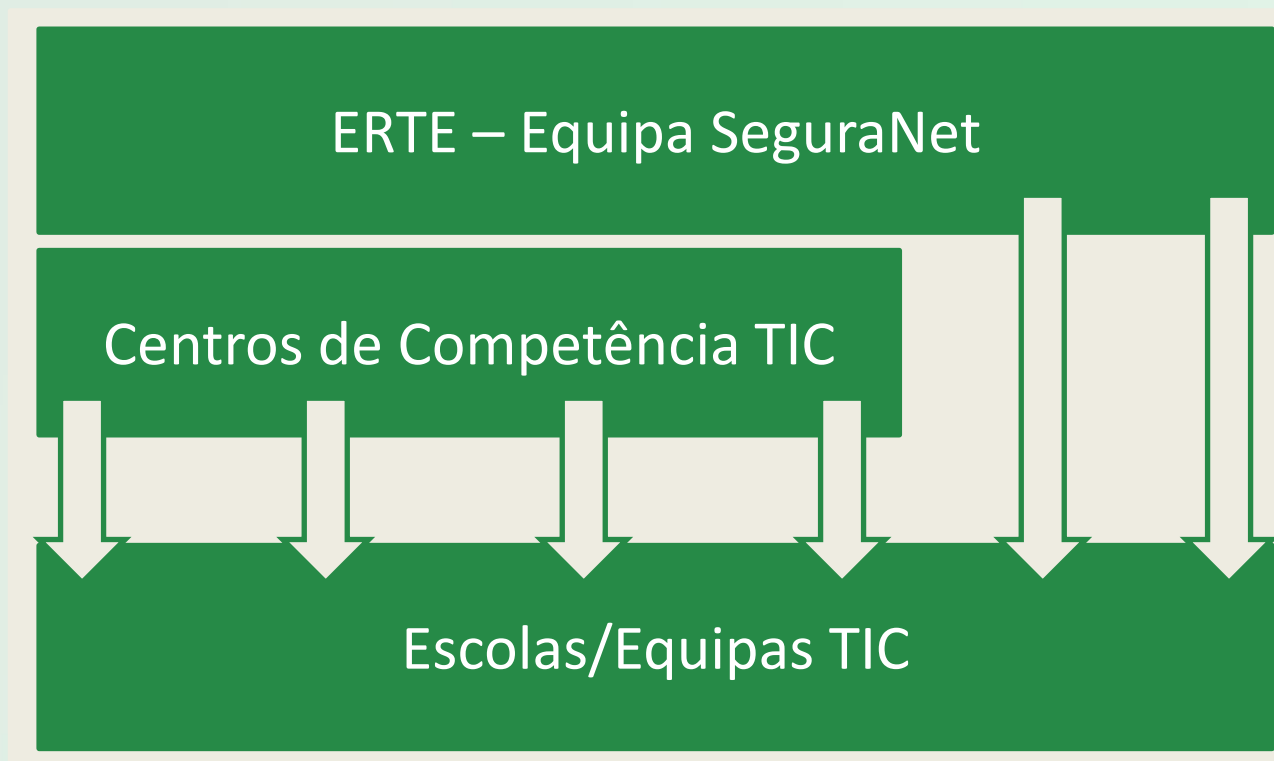 ERTE – Equipa SeguraNet
Centros de Competência TIC
Escolas/Equipas TIC